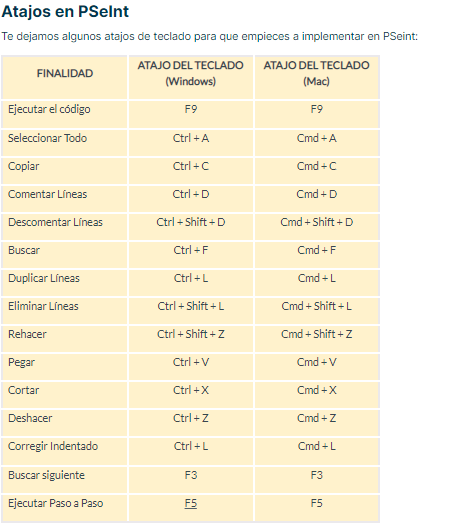 Atajos en PSeInt
Te dejamos algunos atajos de teclado para que empieces a implementar en PSeint:
FINALIDAD ATAJO DEL TECLADO (Windows) ATAJO DEL TECLADO (Mac)
Ejecutar el código F9 F9
Seleccionar Todo Ctrl + A Cmd + A
Copiar Ctrl + C Cmd + C
Comentar Líneas Ctrl + D Cmd + D
Descomentar Líneas Ctrl + Shift + D Cmd + Shift + D
Buscar Ctrl + F Cmd + F
Duplicar Líneas Ctrl + L Cmd + L
Eliminar Líneas Ctrl + Shift + L Cmd + Shift + L
Rehacer Ctrl + Shift + Z Cmd + Shift + Z
Pegar Ctrl + V Cmd + V
Cortar Ctrl + X Cmd + X
Deshacer Ctrl + Z Cmd + Z
Corregir Indentado Ctrl + L Cmd + L
Buscar siguiente F3 F3
Ejecutar Paso a Paso F5 F5